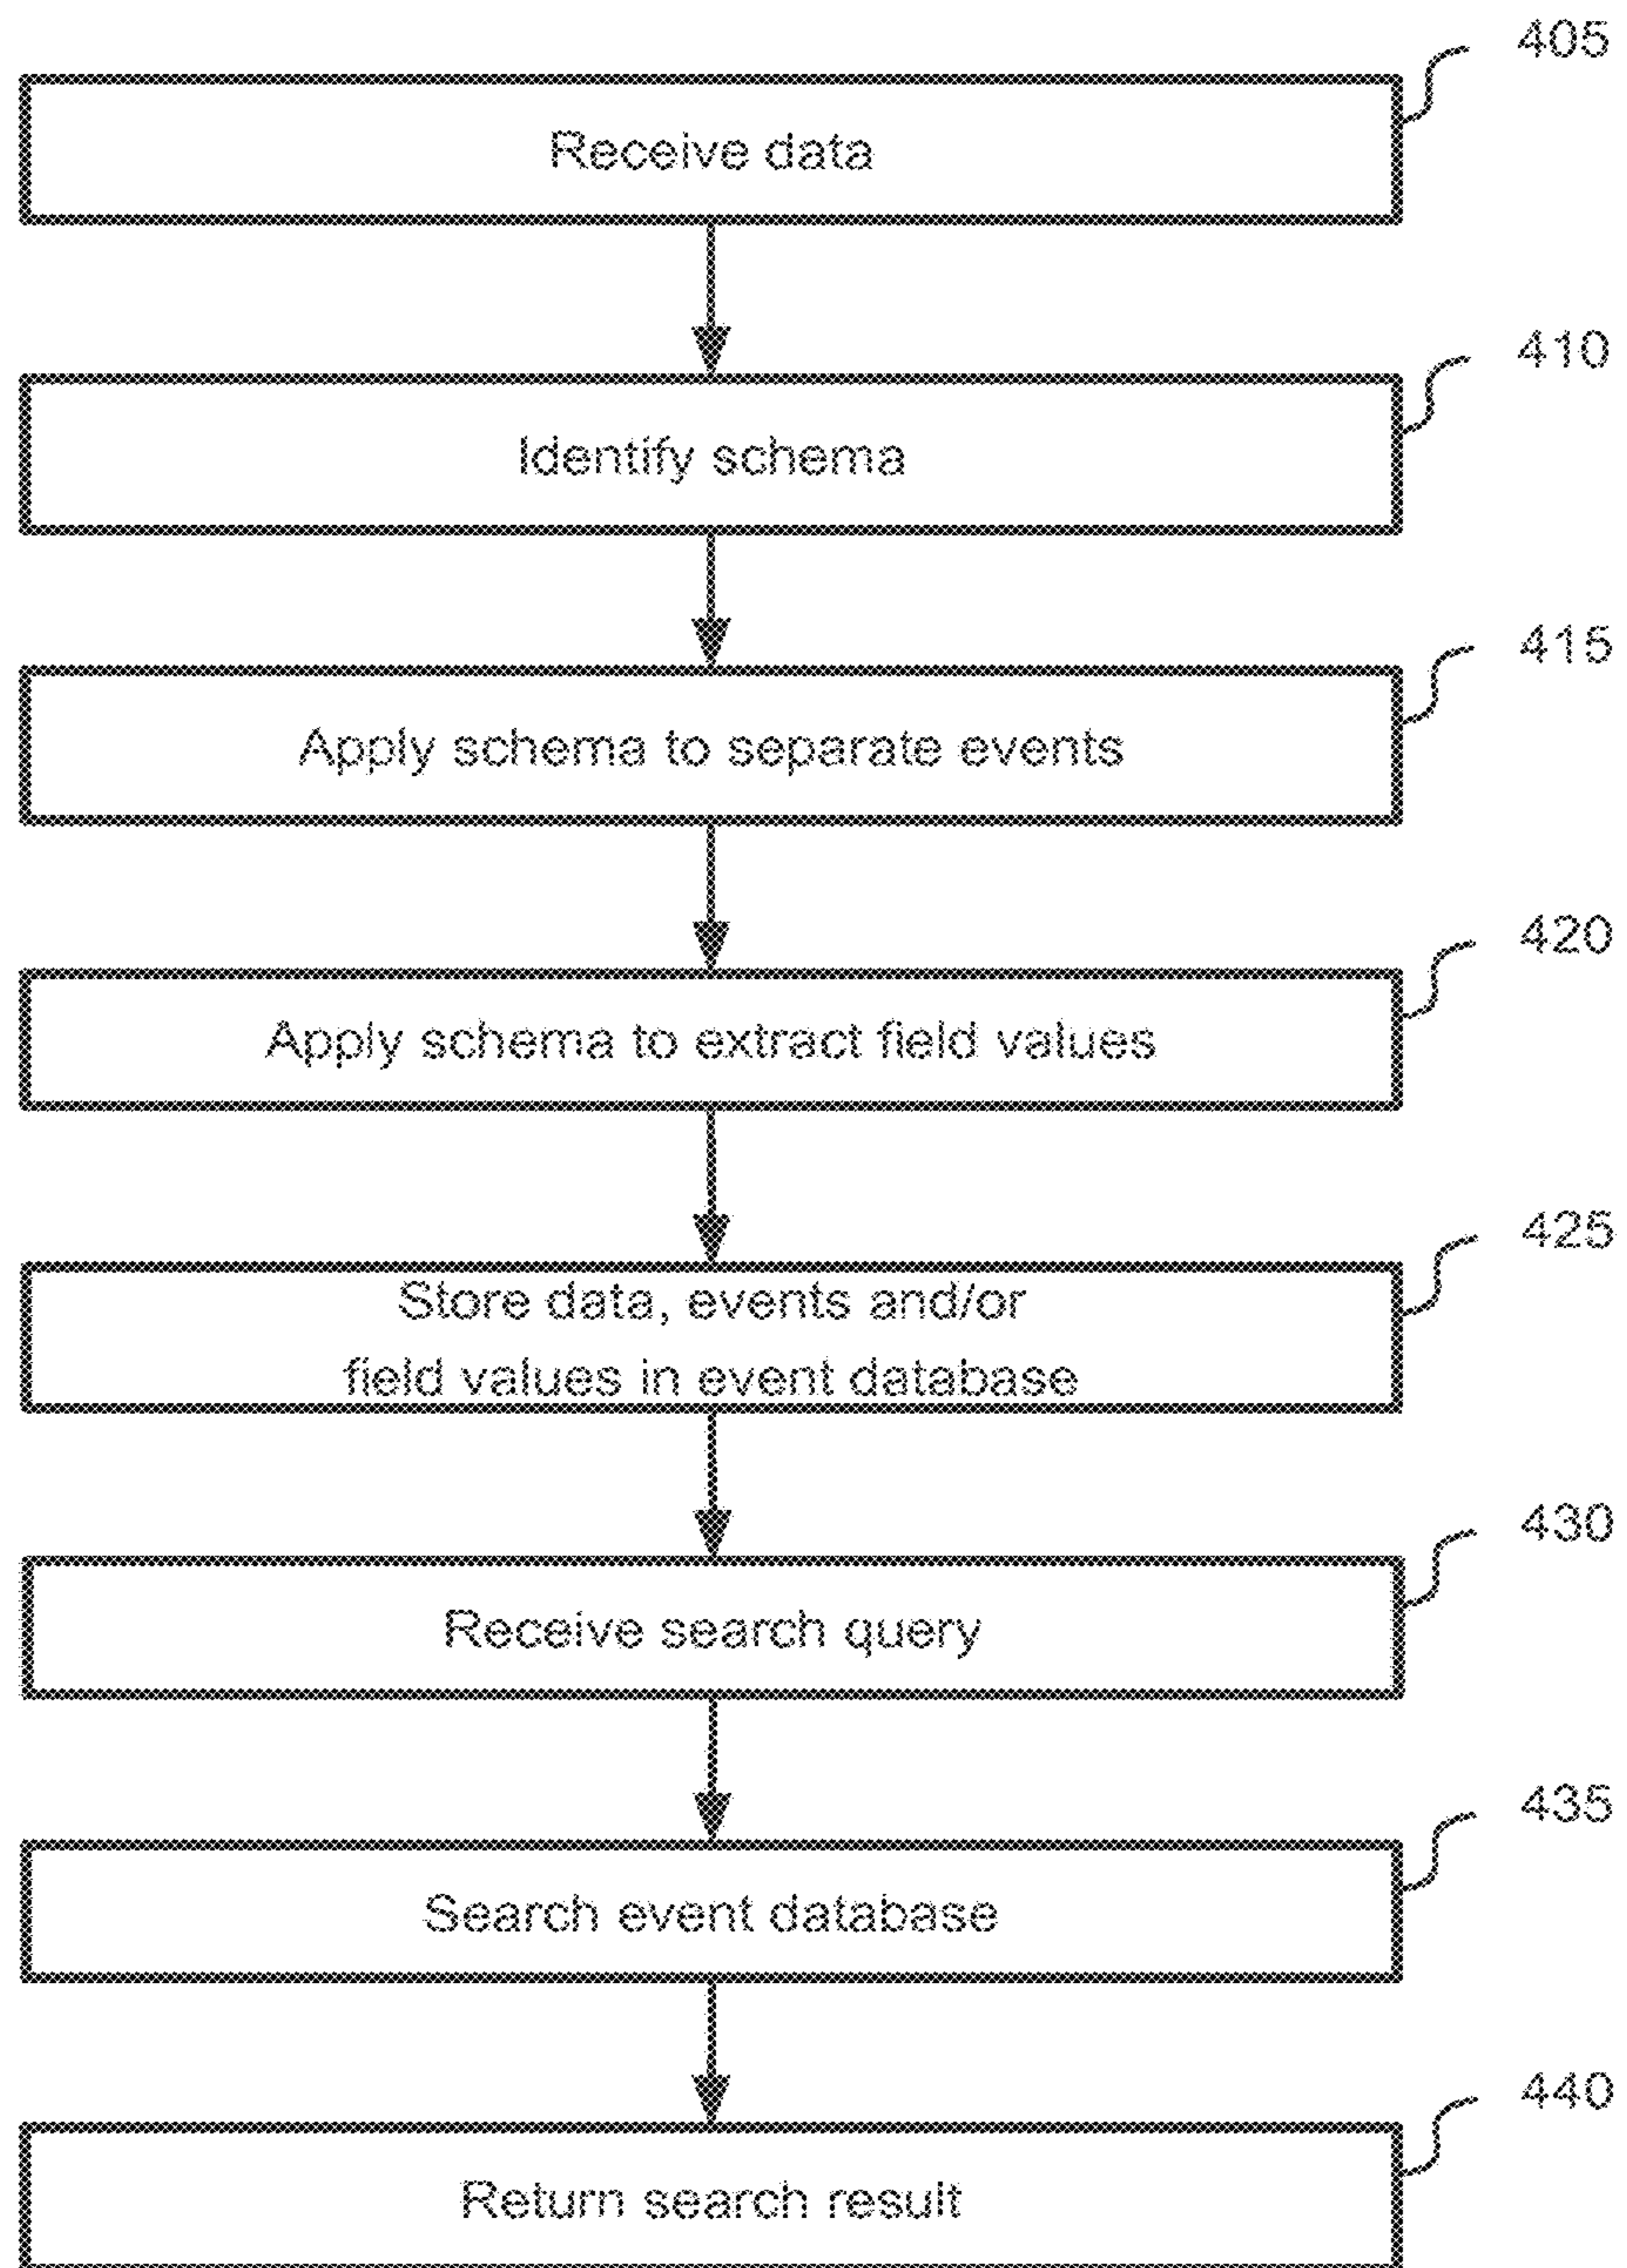 405
Receive data
410
Identify schema
415
Apply schema to separate events
420
Apply schema to extract field values
425
Store data, events and/or
field values in event database
430
Receive search query
435
Search event database
440
Return search result